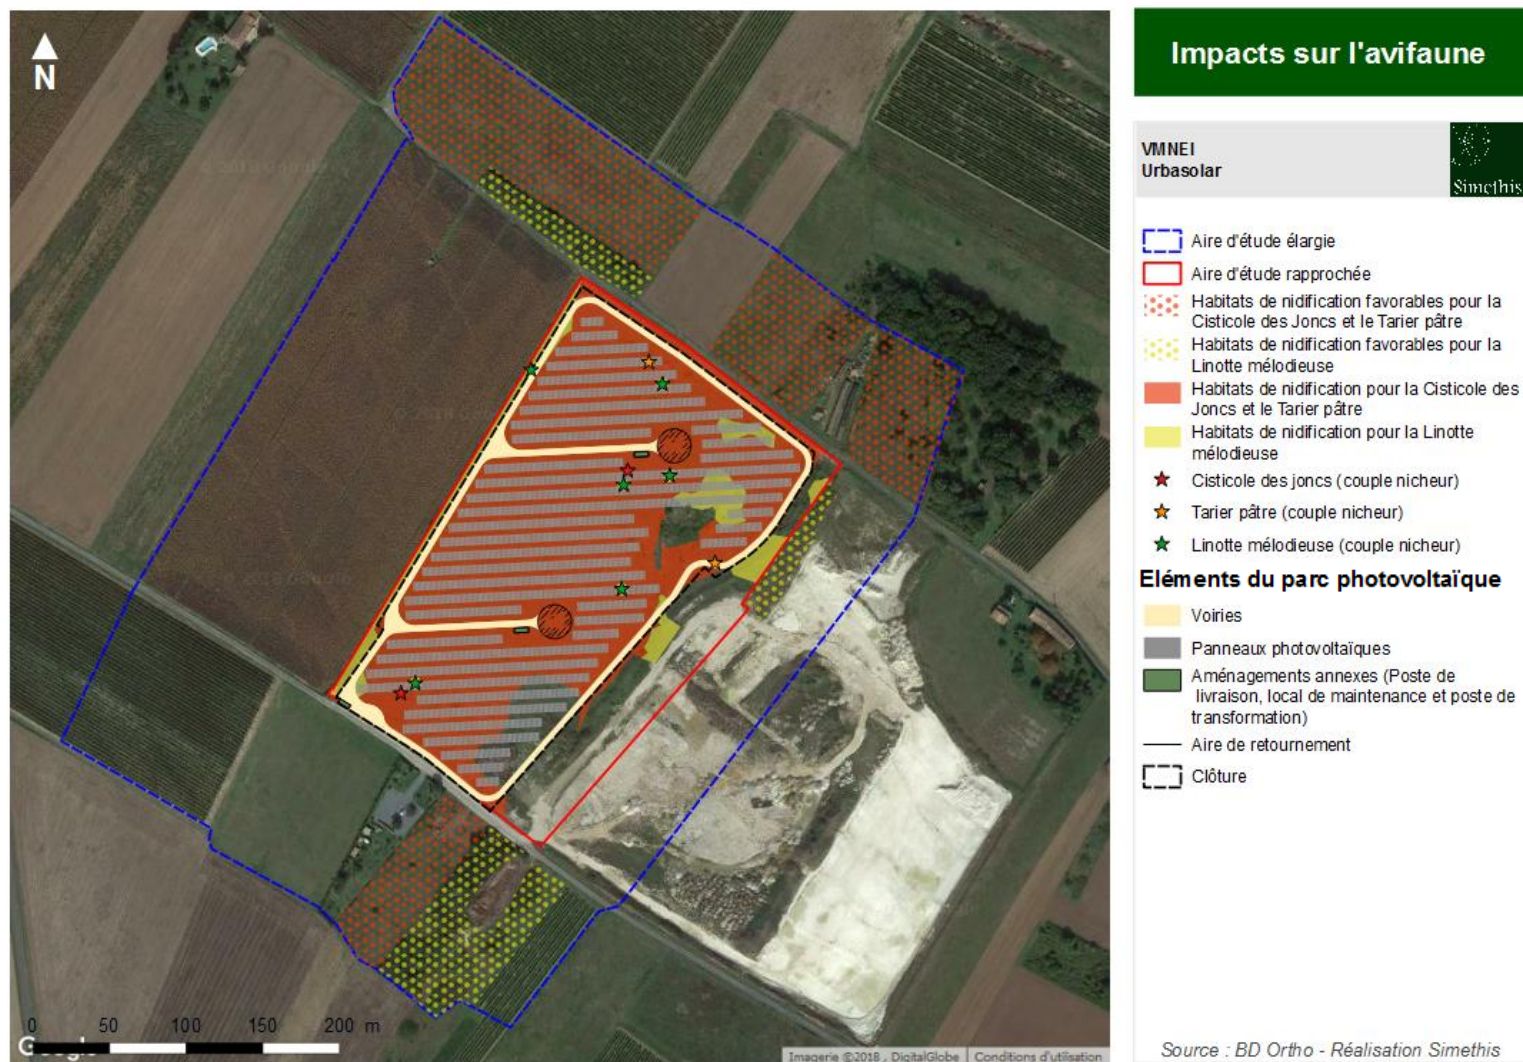 N
Impacts sur l'avifaune
VMNEI
Urbasolar
Simethis
Aire d'étude élargie
Aire d'étude rapprochée
Habitats de nidification favorables pour la
Cisticole des Joncs et le Tarier pâtre
Habitats de nidification favorables pour la
Linotte mélodieuse
Habitats de nidification pour la Cisticole des
Joncs et le Tarier pâtre
Habitats de nidification pour la Linotte
mélodieuse
Cisticole des joncs (couple nicheur)
Tarier pâtre (couple nicheur)
Linotte mélodieuse (couple nicheur)
Eléments du parc photovoltaïque
Voiries
Panneaux photovoltaïques
Aménagements annexes (Poste de
livraison, local de maintenance et poste de
transformation)
Aire de retournement
Clôture
0 50 100 150 200 m
Google
Imagerie ©2018 , DigitalGlobe Conditions d'utilisation
Source : BD Ortho - Réalisation Simethis